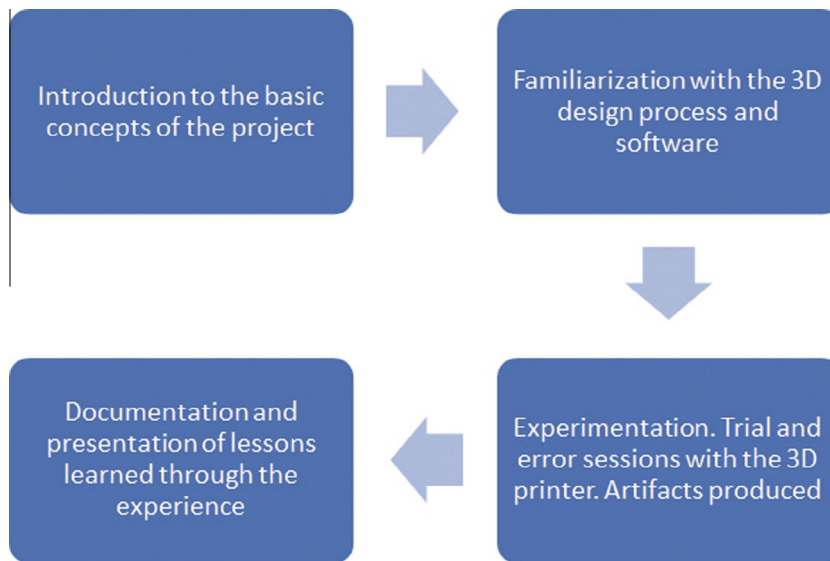 Introduction to the basic
concepts of the project
Familiarization with the 3D
design process and
software
Experimentation. Trial and
error sessions with the 3D
printer. Artifacts produced
Documentation and
presentation of lessons
learned through the
experience